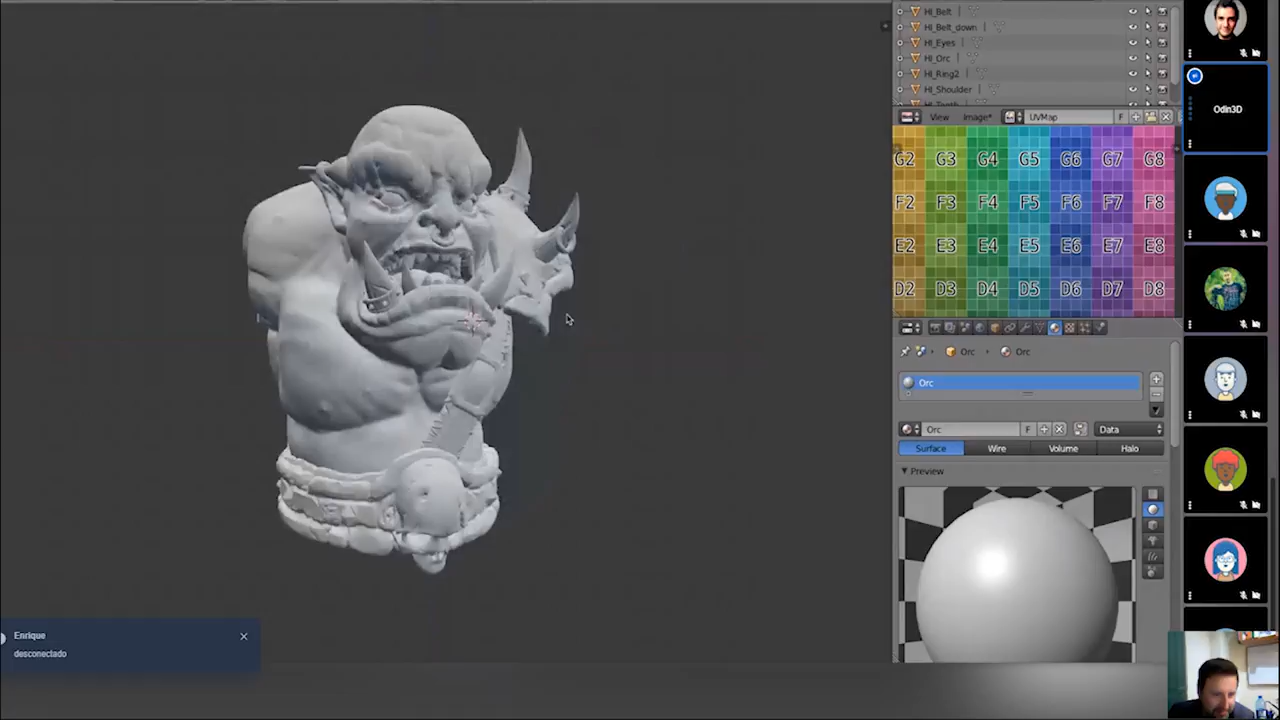 HI_Belt
HI_Belt_down
HI_Eyes
HI_Orc
HI_Ring2
HI_Shoulder
View Image* UVMap F
G2 G3 G4 G5 G6 G7 G8
F2 F3 F4 F5 F6 F7 F8
E2 E3 E4 E5 E6 E7 E8
D2 D3 D4 D5 D6 D7 D8
Orc Orc
Orc
Orc F Data
Surface Wire Volume Halo
Preview
Odin3D
Enrique
desconectado